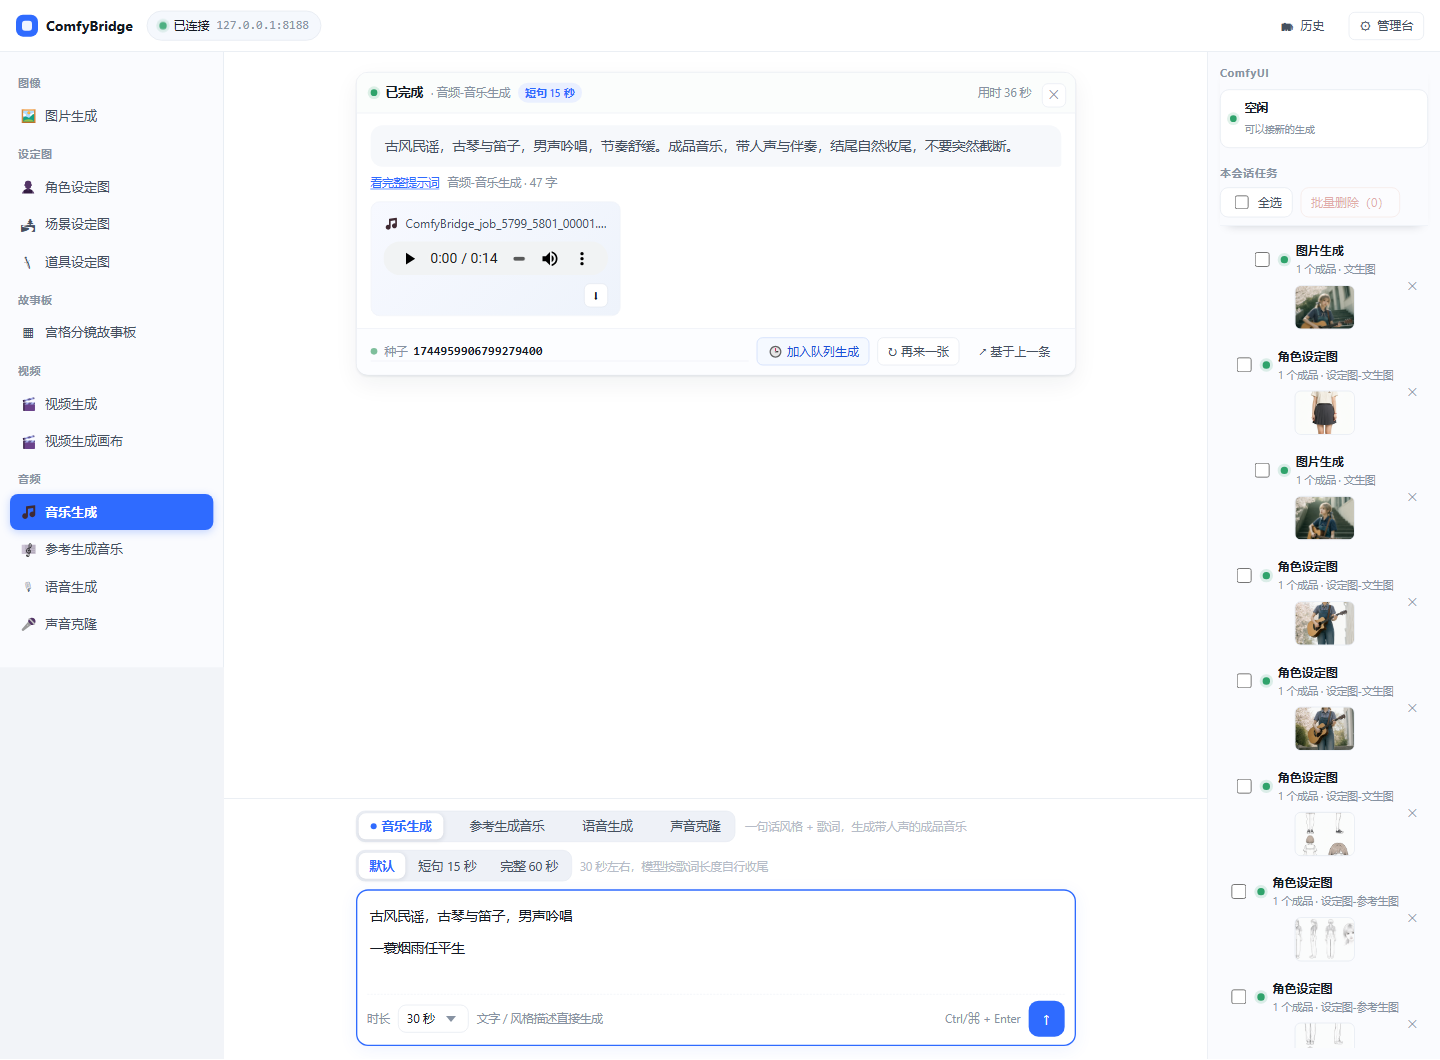 ComfyBridge
已连接 127.0.0.1:8188
历史
管理台
图像
图片生成
设定图
角色设定图
场景设定图
道具设定图
故事板
宫格分镜故事板
视频
视频生成
视频生成画布
音频
音乐生成
参考生成音乐
语音生成
声音克隆
已完成 · 音频-音乐生成 短句 15 秒
用时 36 秒
古风民谣，古琴与笛子，男声吟唱，节奏舒缓。成品音乐，带人声与伴奏，结尾自然收尾，不要突然截断。
看完整提示词 音频-音乐生成 · 47 字
ComfyBridge_job_5799_5801_00001....
0:00 / 0:14
种子 1744959906799279400
加入队列生成
↻ 再来一张
↗ 基于上一条
音乐生成 参考生成音乐 语音生成 声音克隆 一句话风格 + 歌词，生成带人声的成品音乐
默认 短句 15 秒 完整 60 秒 30 秒左右，模型按歌词长度自行收尾
古风民谣，古琴与笛子，男声吟唱
一蓑烟雨任平生
时长 30 秒 文字 / 风格描述直接生成
Ctrl/⌘ + Enter ↑
ComfyUI
空闲
可以接新的生成
本会话任务
全选 批量删除（0）
图片生成
1 个成品 · 文生图
角色设定图
1 个成品 · 设定图-文生图
图片生成
1 个成品 · 文生图
角色设定图
1 个成品 · 设定图-文生图
角色设定图
1 个成品 · 设定图-文生图
角色设定图
1 个成品 · 设定图-文生图
角色设定图
1 个成品 · 设定图-参考生图
角色设定图
1 个成品 · 设定图-参考生图